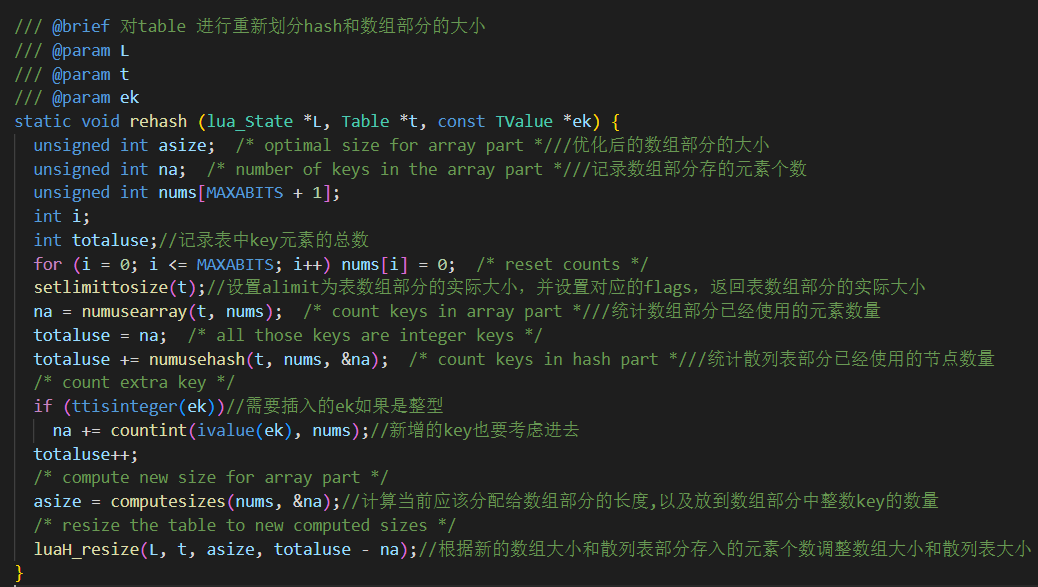 /// @brief 对table 进行重新划分hash和数组部分的大小
/// @param L
/// @param t
/// @param ek
static void rehash (lua_State *L, Table *t, const TValue *ek) {
  unsigned int asize;  /* optimal size for array part *///优化后的数组部分的大小
  unsigned int na;  /* number of keys in the array part *///记录数组部分存的元素个数
  unsigned int nums[MAXABITS + 1];
  int i;
  int totaluse;//记录表中key元素的总数
  for (i = 0; i <= MAXABITS; i++) nums[i] = 0;  /* reset counts */
  setlimittosize(t);//设置alimit为表数组部分的实际大小，并设置对应的flags，返回表数组部分的实际大小
  na = numusearray(t, nums);  /* count keys in array part *///统计数组部分已经使用的元素数量
  totaluse = na;  /* all those keys are integer keys */
  totaluse += numusehash(t, nums, &na);  /* count keys in hash part *///统计散列表部分已经使用的节点数量
  /* count extra key */
  if (ttisinteger(ek))//需要插入的ek如果是整型
    na += countint(ivalue(ek), nums);//新增的key也要考虑进去
  totaluse++;
  /* compute new size for array part */
  asize = computesizes(nums, &na);//计算当前应该分配给数组部分的长度,以及放到数组部分中整数key的数量
  /* resize the table to new computed sizes */
  luaH_resize(L, t, asize, totaluse - na);//根据新的数组大小和散列表部分存入的元素个数调整数组大小和散列表大小
}